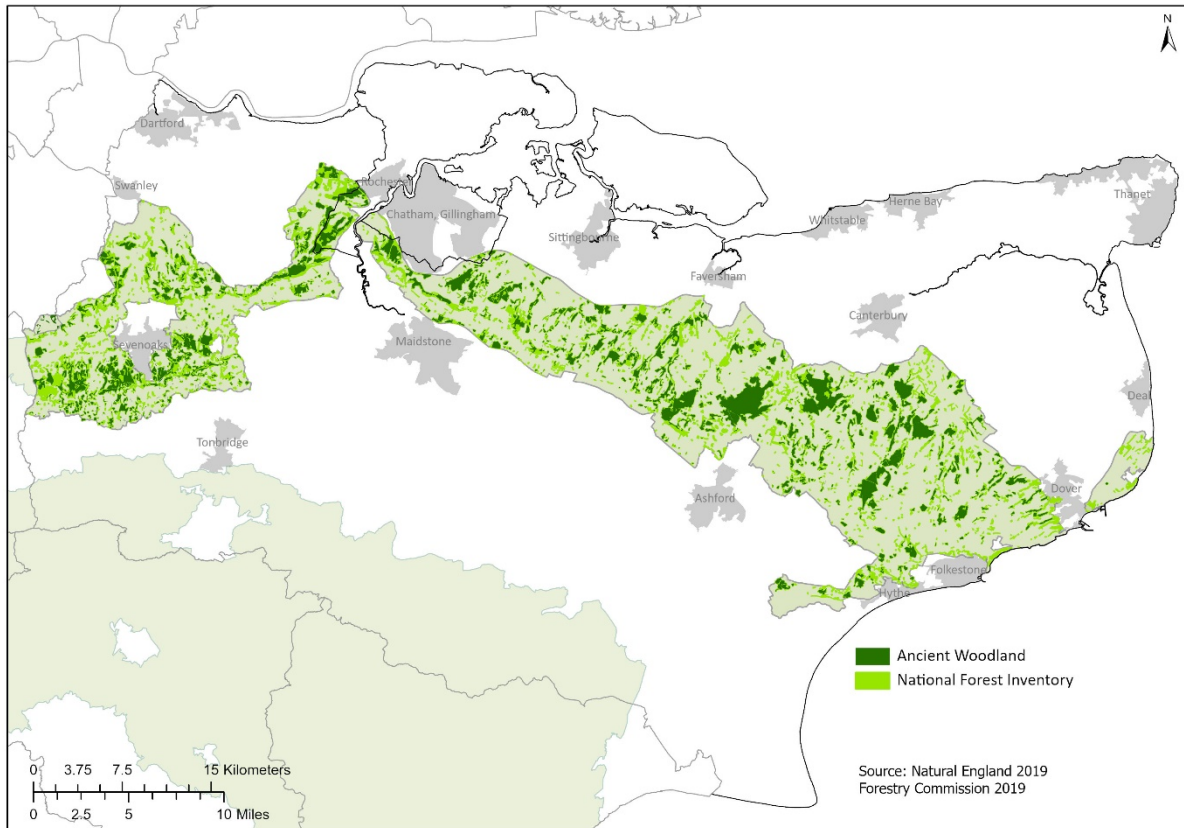 N
Dartford
Swanley
Rochester
Chatham, Gillingham
Sittingbourne
Faversham
Whitstable
Herne Bay
Thanet
Canterbury
Maidstone
Sevenoaks
Deal
Tonbridge
Ashford
Dover
Folkestone
Hythe
Ancient Woodland
National Forest Inventory
0 3.75 7.5 15 Kilometers
0 2.5 5 10 Miles
Source: Natural England 2019
Forestry Commission 2019